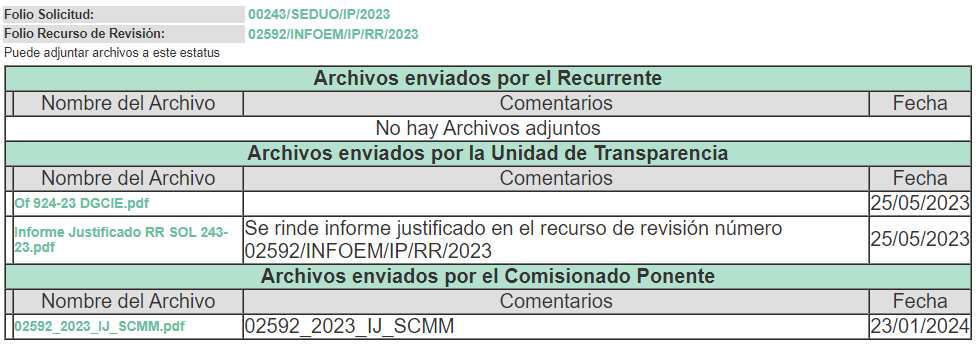 Folio Solicitud: 00243/SEDUO/IP/2023
Folio Recurso de Revisión: 02592/INFOEM/IP/RR/2023
Puede adjuntar archivos a este estatus
Archivos enviados por el Recurrente
Nombre del Archivo Comentarios Fecha
No hay Archivos adjuntos
Archivos enviados por la Unidad de Transparencia
Nombre del Archivo Comentarios Fecha
Of 924-23 DGCIE.pdf 25/05/2023
Informe Justificado RR SOL 243-
23.pdf
Se rinde informe justificado en el recurso de revisión número
02592/INFOEM/IP/RR/2023
25/05/2023
Archivos enviados por el Comisionado Ponente
Nombre del Archivo Comentarios Fecha
02592_2023_IJ_SCMM.pdf 02592_2023_IJ_SCMM 23/01/2024